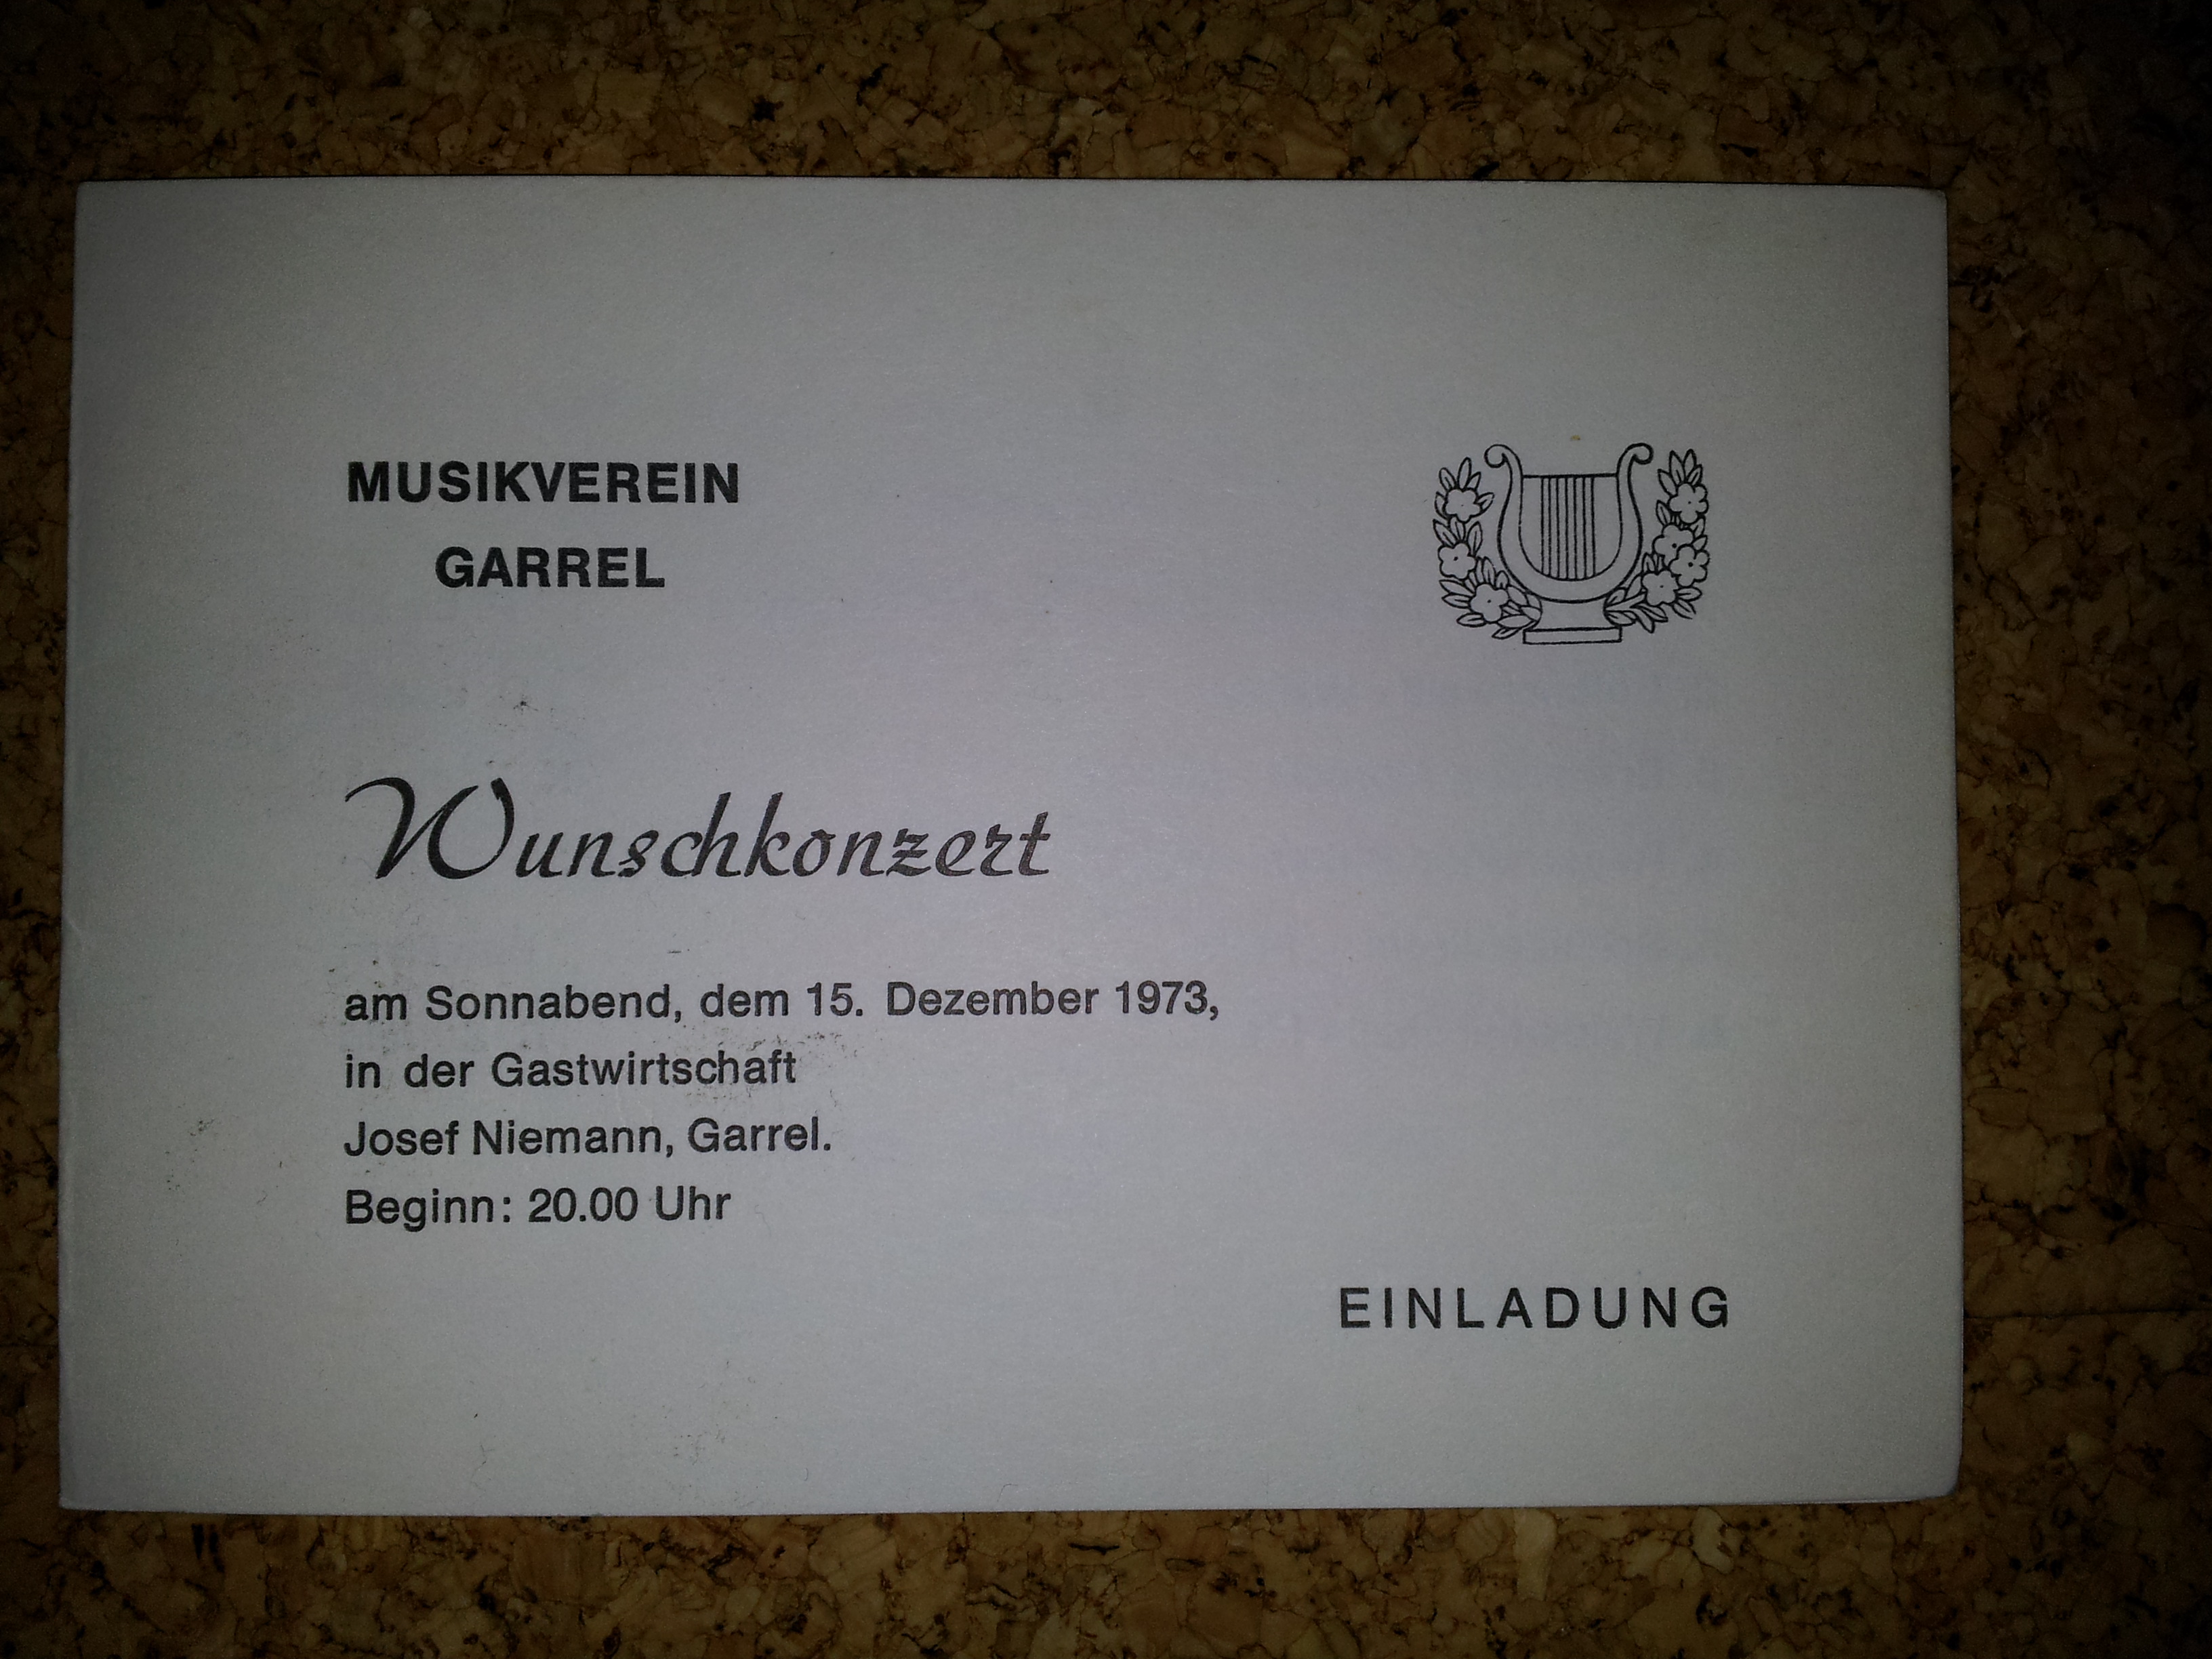 MUSIKVEREIN
GARREL
Wunschkonzert
am Sonnabend, dem 15. Dezember 1973,
in der Gastwirtschaft
Josef Niemann, Garrel.
Beginn: 20.00 Uhr
EINLADUNG